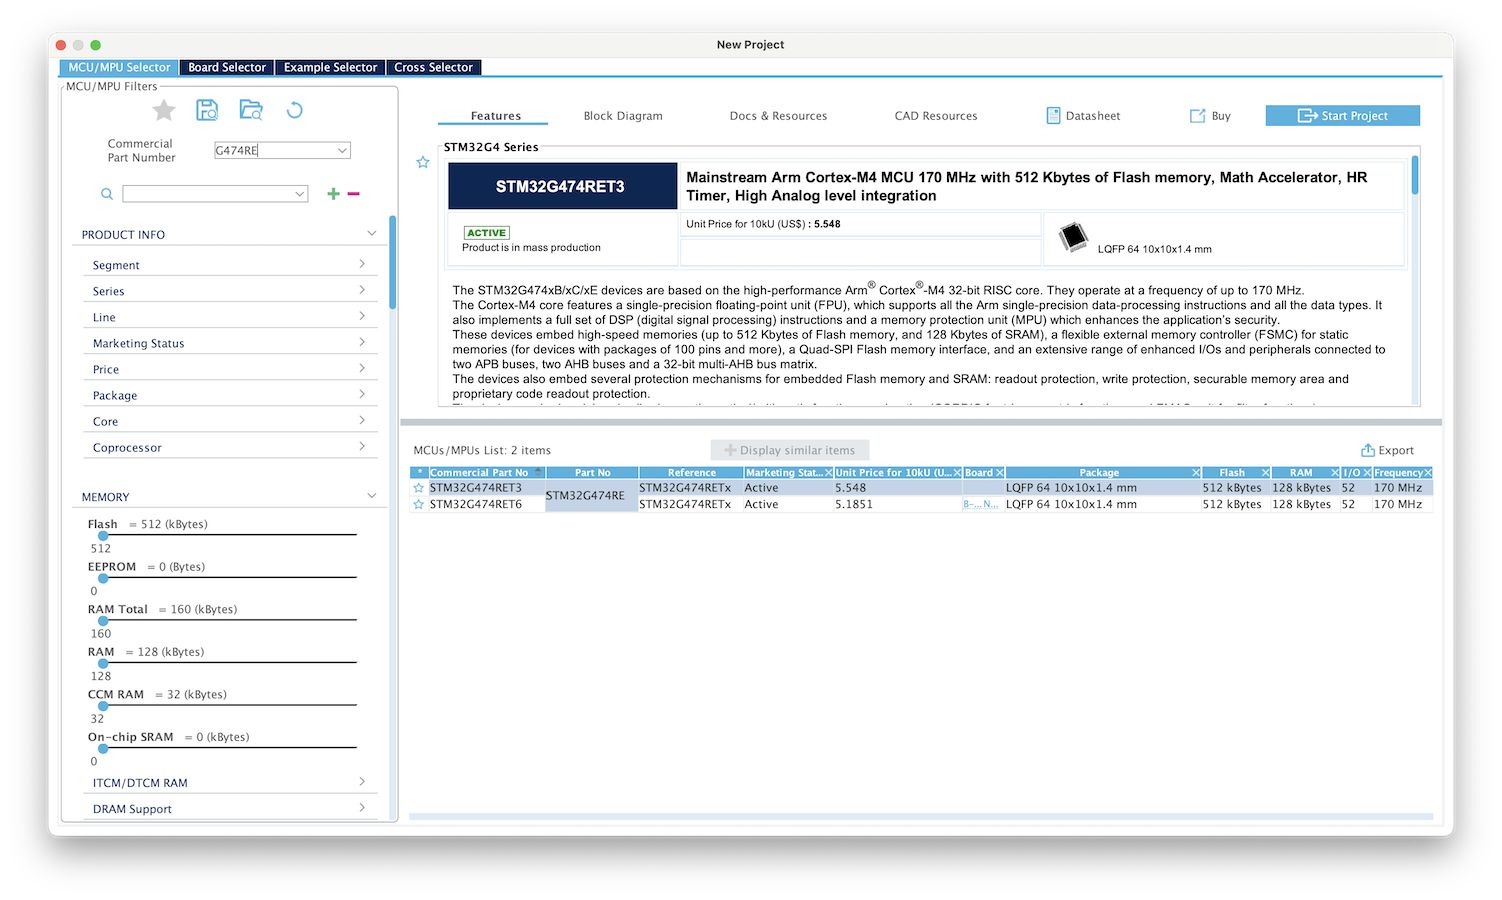 New Project
MCU/MPU Selector Board Selector Example Selector Cross Selector
MCU/MPU Filters
Commercial
Part Number
G474RE
PRODUCT INFO
Segment
Series
Line
Marketing Status
Price
Package
Core
Coprocessor
MEMORY
Flash = 512 (kBytes)
512
EEPROM = 0 (Bytes)
0
RAM Total = 160 (kBytes)
160
RAM = 128 (kBytes)
128
CCM RAM = 32 (kBytes)
32
On-chip SRAM = 0 (kBytes)
0
ITCM/DTCM RAM
DRAM Support
Features Block Diagram Docs & Resources CAD Resources Datasheet Buy Start Project
STM32G4 Series
STM32G474RET3
Mainstream Arm Cortex-M4 MCU 170 MHz with 512 Kbytes of Flash memory, Math Accelerator, HR
Timer, High Analog level integration
ACTIVE
Product is in mass production
Unit Price for 10kU (US$) : 5.548
LQFP 64 10x10x1.4 mm
The STM32G474xB/xC/xE devices are based on the high-performance Arm® Cortex®-M4 32-bit RISC core. They operate at a frequency of up to 170 MHz.
The Cortex-M4 core features a single-precision floating-point unit (FPU), which supports all the Arm single-precision data-processing instructions and all the data types. It
also implements a full set of DSP (digital signal processing) instructions and a memory protection unit (MPU) which enhances the application's security.
These devices embed high-speed memories (up to 512 Kbytes of Flash memory, and 128 Kbytes of SRAM), a flexible external memory controller (FSMC) for static
memories (for devices with packages of 100 pins and more), a Quad-SPI Flash memory interface, and an extensive range of enhanced I/Os and peripherals connected to
two APB buses, two AHB buses and a 32-bit multi-AHB bus matrix.
The devices also embed several protection mechanisms for embedded Flash memory and SRAM: readout protection, write protection, securable memory area and
proprietary code readout protection.
MCUs/MPUs List: 2 items
Display similar items
Export
* Commercial Part No Part No Reference Marketing Stat... Unit Price for 10kU (U... Board Package Flash RAM I/O Frequency
STM32G474RET3 STM32G474RE STM32G474RETx Active 5.548 LQFP 64 10x10x1.4 mm 512 kBytes 128 kBytes 52 170 MHz
STM32G474RET6 STM32G474RETx Active 5.1851 B-... N... LQFP 64 10x10x1.4 mm 512 kBytes 128 kBytes 52 170 MHz